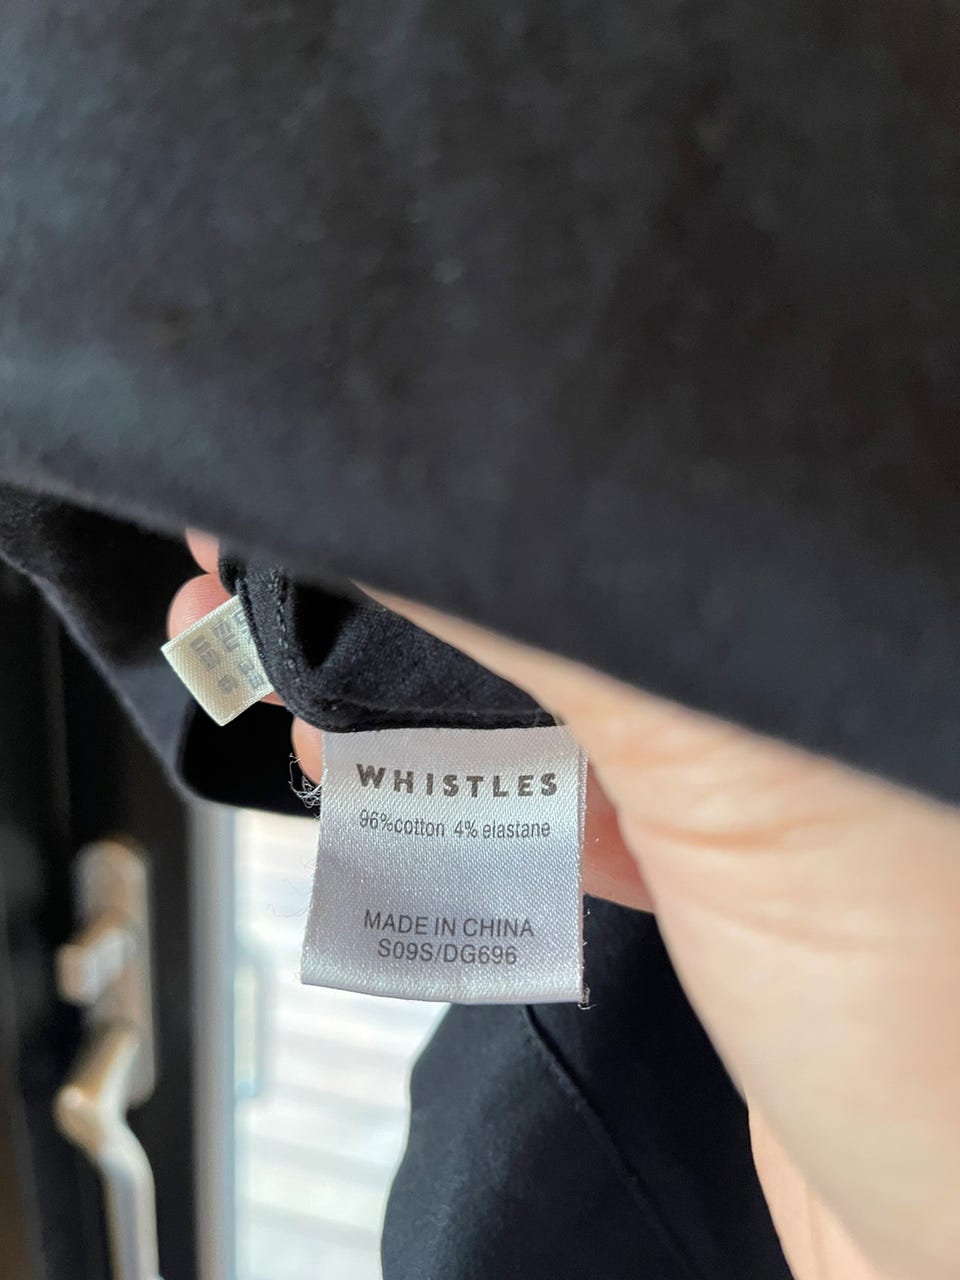 WHISTLES
96%cotton 4% elastane
MADE IN CHINA
S09S/DG696